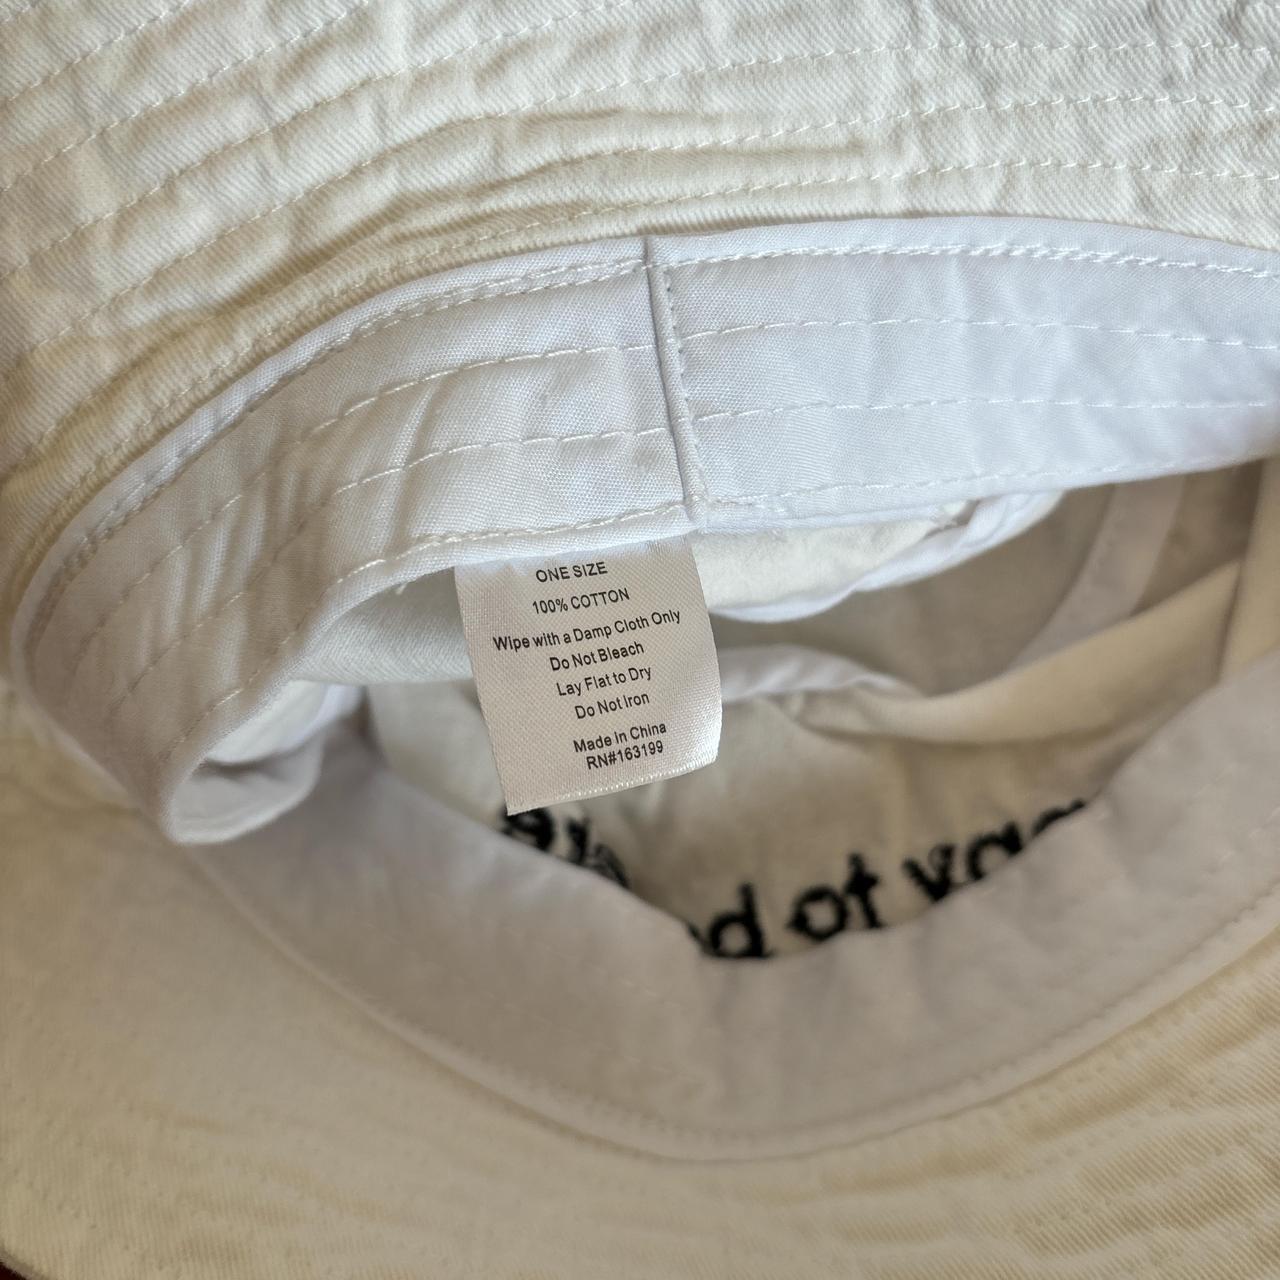 ONE SIZE
100% COTTON
Wipe with a Damp Cloth Only
Do Not Bleach
Lay Flat to Dry
Do Not Iron
Made in China
RN#163199